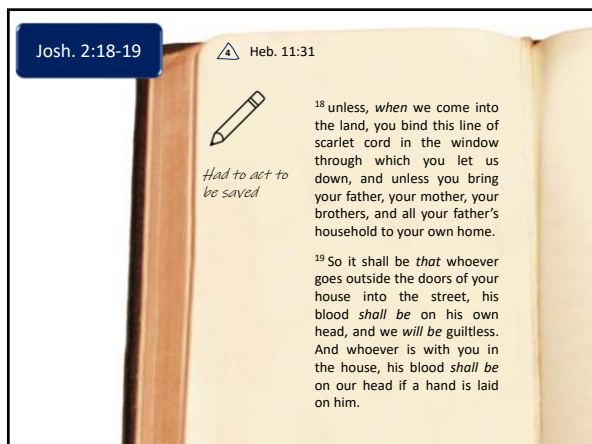 Josh. 2:18-19
4 Heb. 11:31
Had to act to
be saved
18 unless, when we come into
the land, you bind this line of
scarlet cord in the window
through which you let us
down, and unless you bring
your father, your mother, your
brothers, and all your father’s
household to your own home.
19 So it shall be that whoever
goes outside the doors of your
house into the street, his
blood shall be on his own
head, and we will be guiltless.
And whoever is with you in
the house, his blood shall be
on our head if a hand is laid
on him.